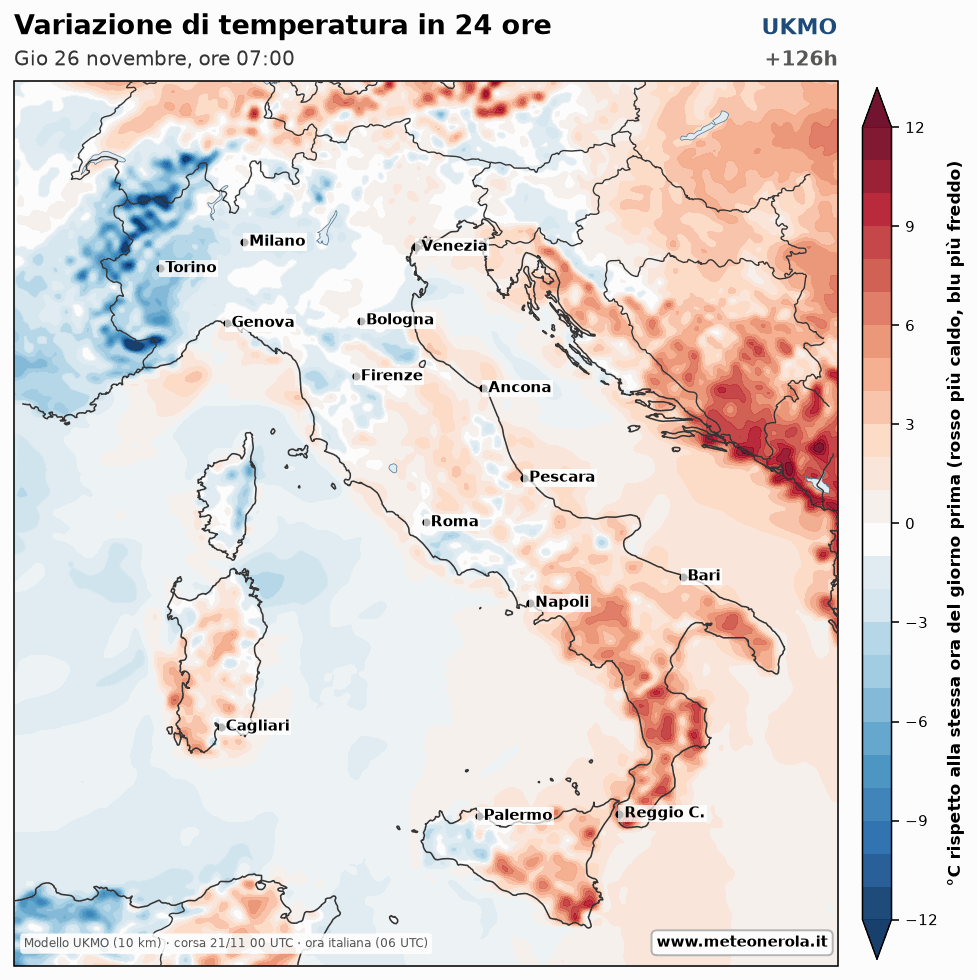 Variazione di temperatura in 24 ore
UKMO
Gio 26 novembre, ore 07:00
+126h
Milano
Venezia
Torino
Genova
Bologna
Firenze
Ancona
Pescara
Roma
Bari
Napoli
Cagliari
Palermo
Reggio C.
12
9
6
3
0
−3
−6
−9
−12
°C rispetto alla stessa ora del giorno prima (rosso più caldo, blu più freddo)
Modello UKMO (10 km) · corsa 21/11 00 UTC · ora italiana (06 UTC)
www.meteonerola.it